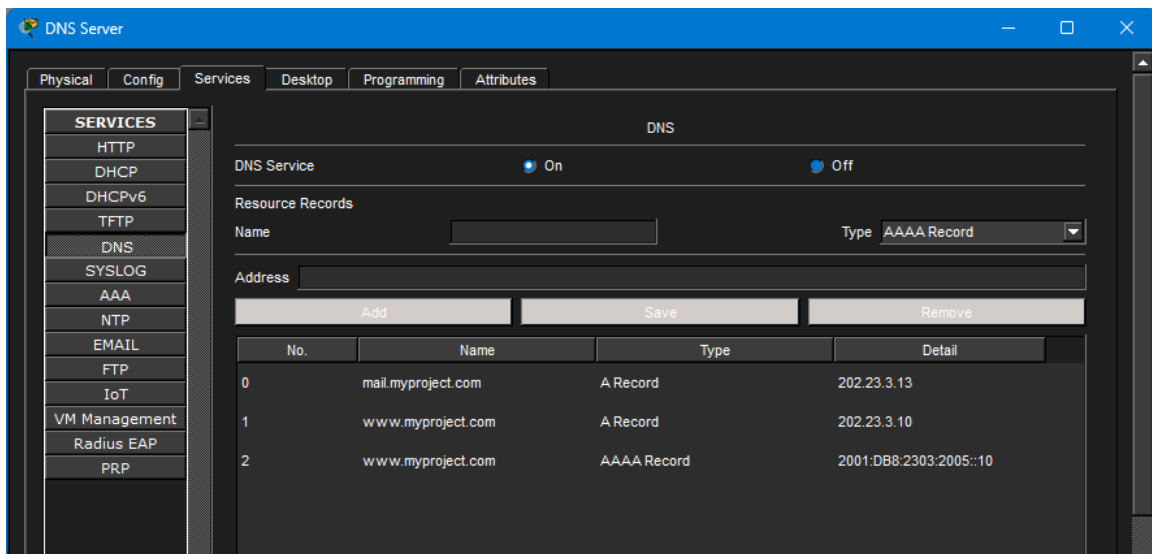 DNS Server
Physical Config Services Desktop Programming Attributes
SERVICES
HTTP
DHCP
DHCPv6
TFTP
DNS
SYSLOG
AAA
NTP
EMAIL
FTP
IoT
VM Management
Radius EAP
PRP
DNS
DNS Service On Off
Resource Records
Name Type AAAA Record
Address
Add Save Remove
No. Name Type Detail
0 mail.myproject.com A Record 202.23.3.13
1 www.myproject.com A Record 202.23.3.10
2 www.myproject.com AAAA Record 2001:DB8:2303:2005::10